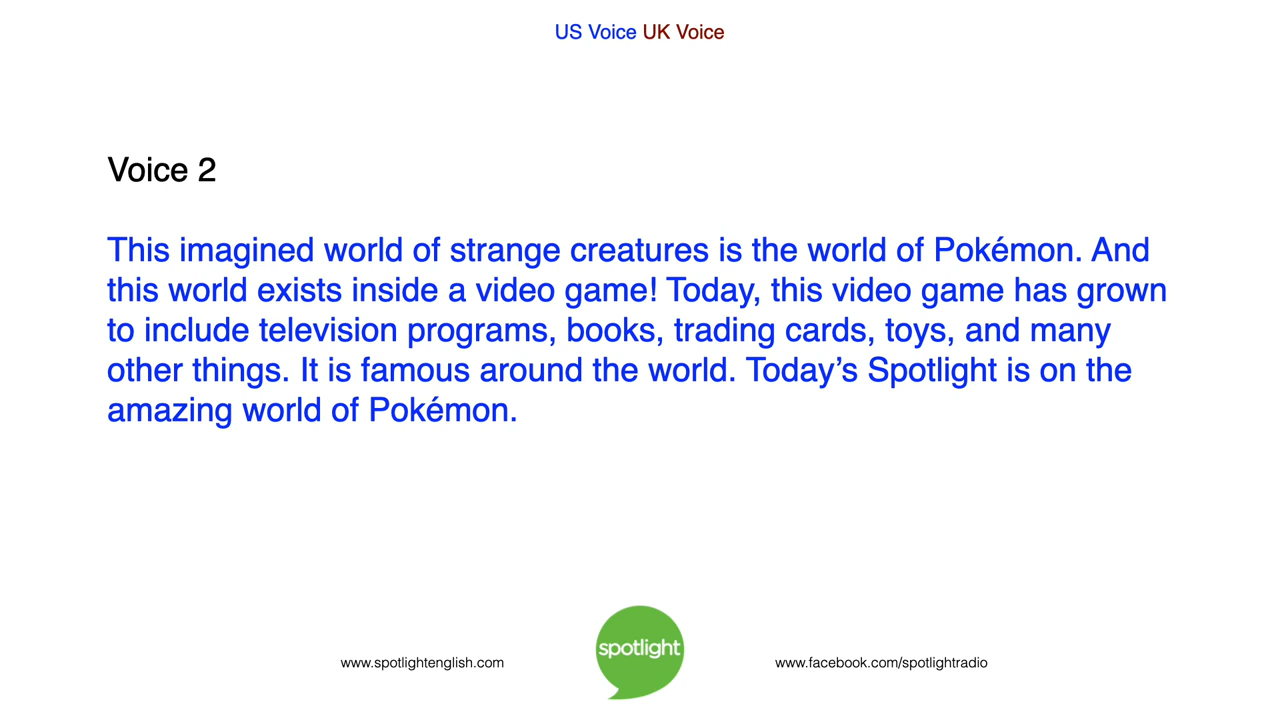 US Voice UK Voice
Voice 2
This imagined world of strange creatures is the world of Pokémon. And
this world exists inside a video game! Today, this video game has grown
to include television programs, books, trading cards, toys, and many
other things. It is famous around the world. Today’s Spotlight is on the
amazing world of Pokémon.
www.spotlightenglish.com
spotlight
www.facebook.com/spotlightradio